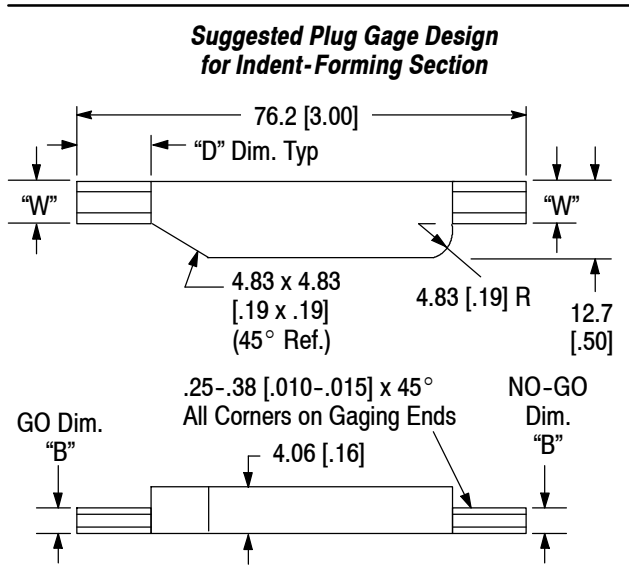 Suggested Plug Gage Design
for Indent-Forming Section
76.2 [3.00]
“D” Dim. Typ
“W”
“W”
4.83 x 4.83
[.19 x .19]
(45° Ref.)
4.83 [.19] R
12.7
[.50]
.25-.38 [.010-.015] x 45°
All Corners on Gaging Ends
NO-GO
Dim.
“B”
GO Dim.
“B”
4.06 [.16]